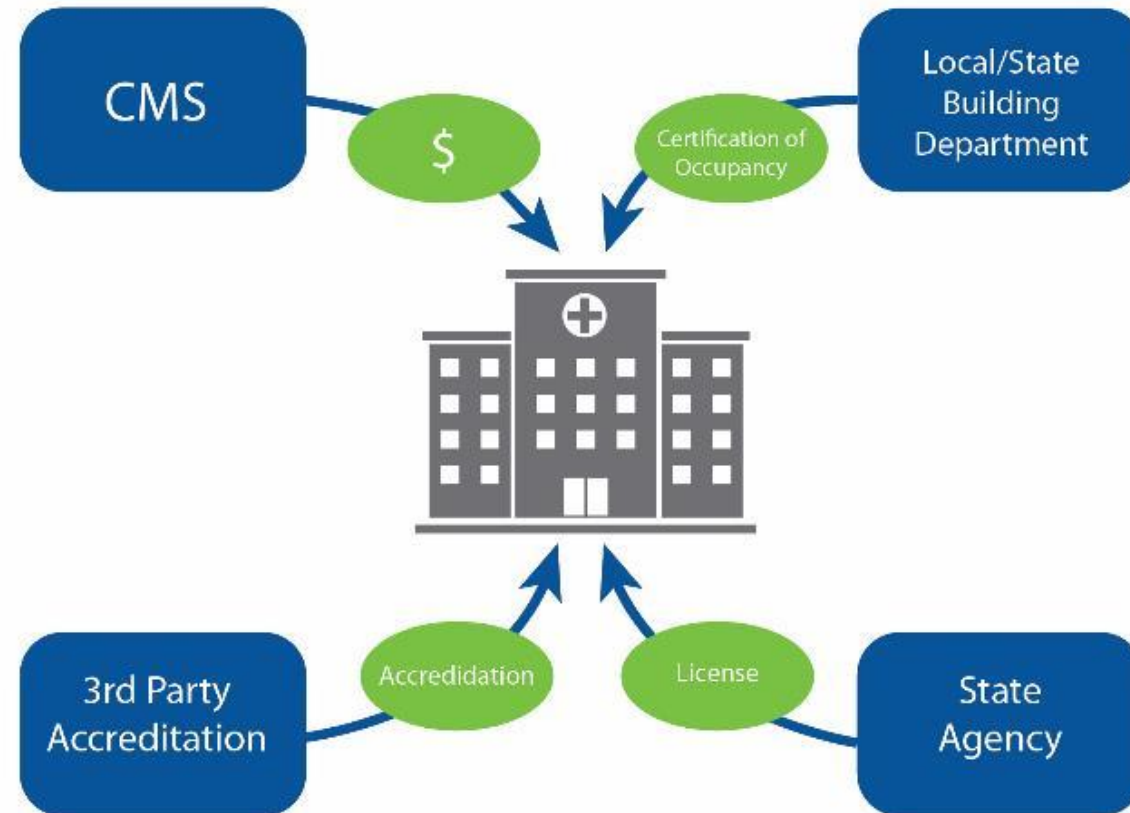 CMS
$
Certification of
Occupancy
Local/State
Building
Department
3rd Party
Accreditation
Accredidation
License
State
Agency